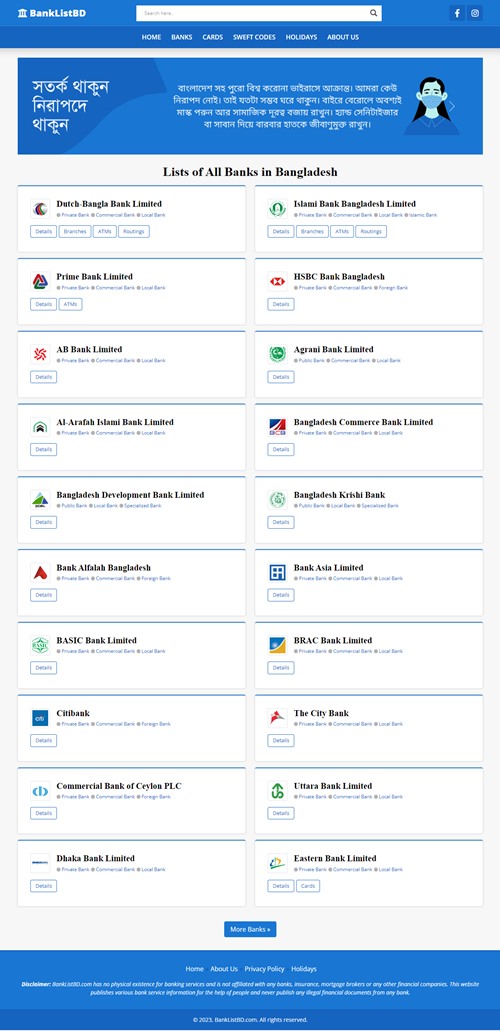 BankListBD
Search here..
HOME BANKS CARDS SWEFT CODES HOLIDAYS ABOUT US
সতর্ক থাকুন
নিরাপদে
থাকুন
বাংলাদেশ সহ পুরো বিশ্ব করোনা ভাইরাসে আক্রান্ত। আমরা কেউ
নিরাপদ নেই। তাই যতটা সম্ভব ঘরে থাকুন। বাইরে বেরোলে অবশ্যই
মাস্ক পরুন আর সামাজিক দূরত্ব বজায় রাখুন। হ্যান্ড সেনিটাইজার
বা সাবান দিয়ে বারবার হাতকে জীবাণুমুক্ত রাখুন।
Lists of All Banks in Bangladesh
Dutch-Bangla Bank Limited
Private Bank Commercial Bank Local Bank
Details Branches ATMs Routings
Islami Bank Bangladesh Limited
Private Bank Commercial Bank Local Bank Islamic Bank
Details Branches ATMs Routings
Prime Bank Limited
Private Bank Commercial Bank Local Bank
Details ATMs
HSBC Bank Bangladesh
Private Bank Commercial Bank Foreign Bank
Details
AB Bank Limited
Private Bank Commercial Bank Local Bank
Details
Agrani Bank Limited
Public Bank Commercial Bank Local Bank
Details
Al-Arafah Islami Bank Limited
Private Bank Commercial Bank Local Bank
Details
BCB
Bangladesh Commerce Bank Limited
Private Bank Commercial Bank Local Bank
Details
Bangladesh Development Bank Limited
Public Bank Local Bank Specialised Bank
Details
Bangladesh Krishi Bank
Public Bank Local Bank Specialised Bank
Details
Bank Alfalah Bangladesh
Private Bank Commercial Bank Foreign Bank
Details
Bank Asia Limited
Private Bank Commercial Bank Local Bank
Details
BASIC Bank Limited
Private Bank Commercial Bank Local Bank
Details
BRAC Bank Limited
Private Bank Commercial Bank Local Bank
Details
citi
Citibank
Private Bank Commercial Bank Foreign Bank
Details
The City Bank
Private Bank Commercial Bank Local Bank
Details
Commercial Bank of Ceylon PLC
Private Bank Commercial Bank Foreign Bank
Details
Uttara Bank Limited
Private Bank Commercial Bank Local Bank
Details
Dhaka Bank Limited
Private Bank Commercial Bank Local Bank
Details
Eastern Bank Limited
Private Bank Commercial Bank Local Bank
Details Cards
More Banks »
Home About Us Privacy Policy Holidays
Disclaimer: BankListBD.com has no physical existence for banking services and is not affiliated with any banks, insurance, mortgage brokers or any other financial companies. This website
publishes various bank service information for the help of people and never publish any illegal financial documents from any bank.
© 2023, BankListBD.com. All rights reserved.